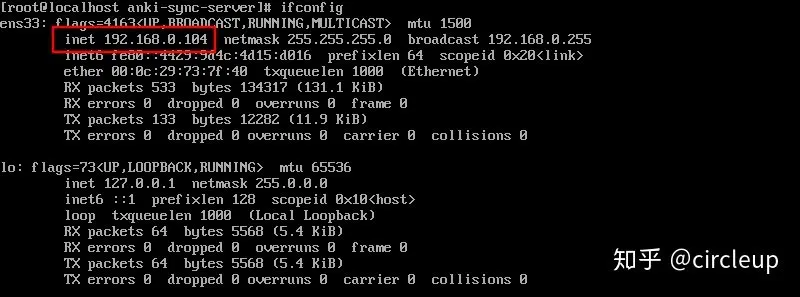 [root@localhost anki-sync-server]# ifconfig
ens33: flags=4163<UP,BROADCAST,RUNNING,MULTICAST>  mtu 1500
inet 192.168.0.104  netmask 255.255.255.0  broadcast 192.168.0.255
inet6 fe80::4429:9d4c:4d15:d016  prefixlen 64  scopeid 0x20<link>
ether 00:0c:29:73:7f:40  txqueuelen 1000  (Ethernet)
RX packets 533  bytes 134317 (131.1 KiB)
RX errors 0  dropped 0  overruns 0  frame 0
TX packets 133  bytes 12282 (11.9 KiB)
TX errors 0  dropped 0 overruns 0  carrier 0  collisions 0
lo: flags=73<UP,LOOPBACK,RUNNING>  mtu 65536
inet 127.0.0.1  netmask 255.0.0.0
inet6 ::1  prefixlen 128  scopeid 0x10<host>
loop  txqueuelen 1000  (Local Loopback)
RX packets 64  bytes 5568 (5.4 KiB)
RX errors 0  dropped 0  overruns 0  frame 0
TX packets 64  bytes 5568 (5.4 KiB)
TX errors 0  dropped 0 overruns 0  carrier 0  collisions 0
知乎 @circleup